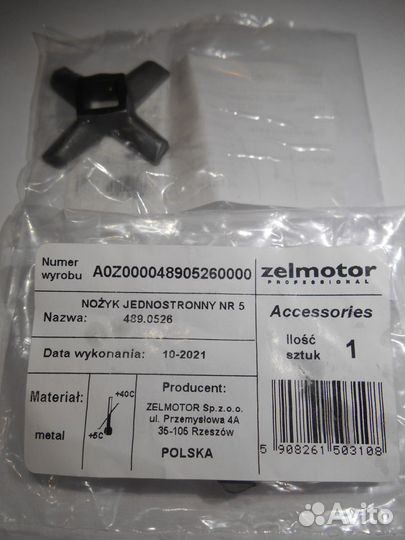 Numer wyrobu A0Z000048905260000
zelmotor
PROFESSIONAL
NOŻYK JEDNOSTRONNY NR 5
Nazwa: 489.0526
Accessories
Data wykonania: 10-2021
Ilość sztuk 1
Materiał:
metal
+40C
+5C
Producent:
ZELMOTOR Sp.z.o.o.
ul. Przemysłowa 4A
35-105 Rzeszów
POLSKA
5 908261 503108
Avito